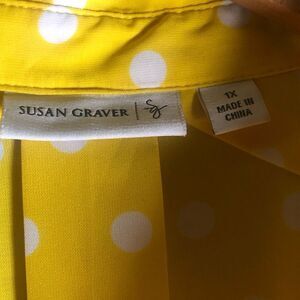 SUSAN GRAVER | Sg
1X
MADE IN
CHINA